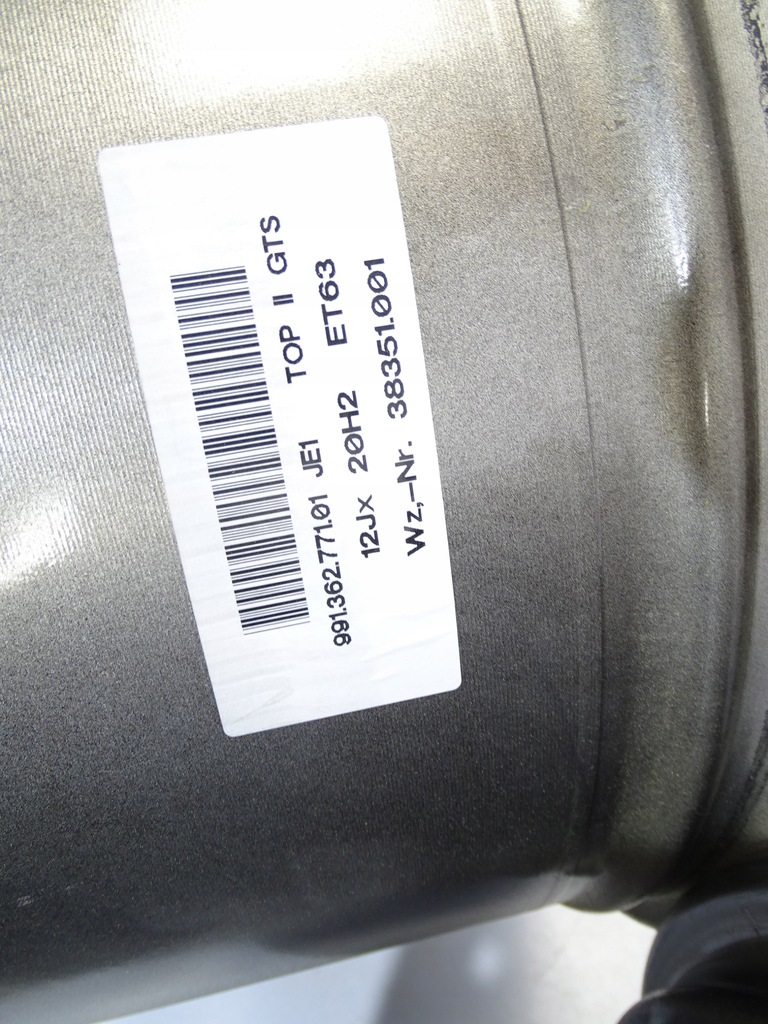 991.362.771.01 JE1 TOP II GTS
12Jx 20H2 ET63
Wz,-Nr. 38351.001